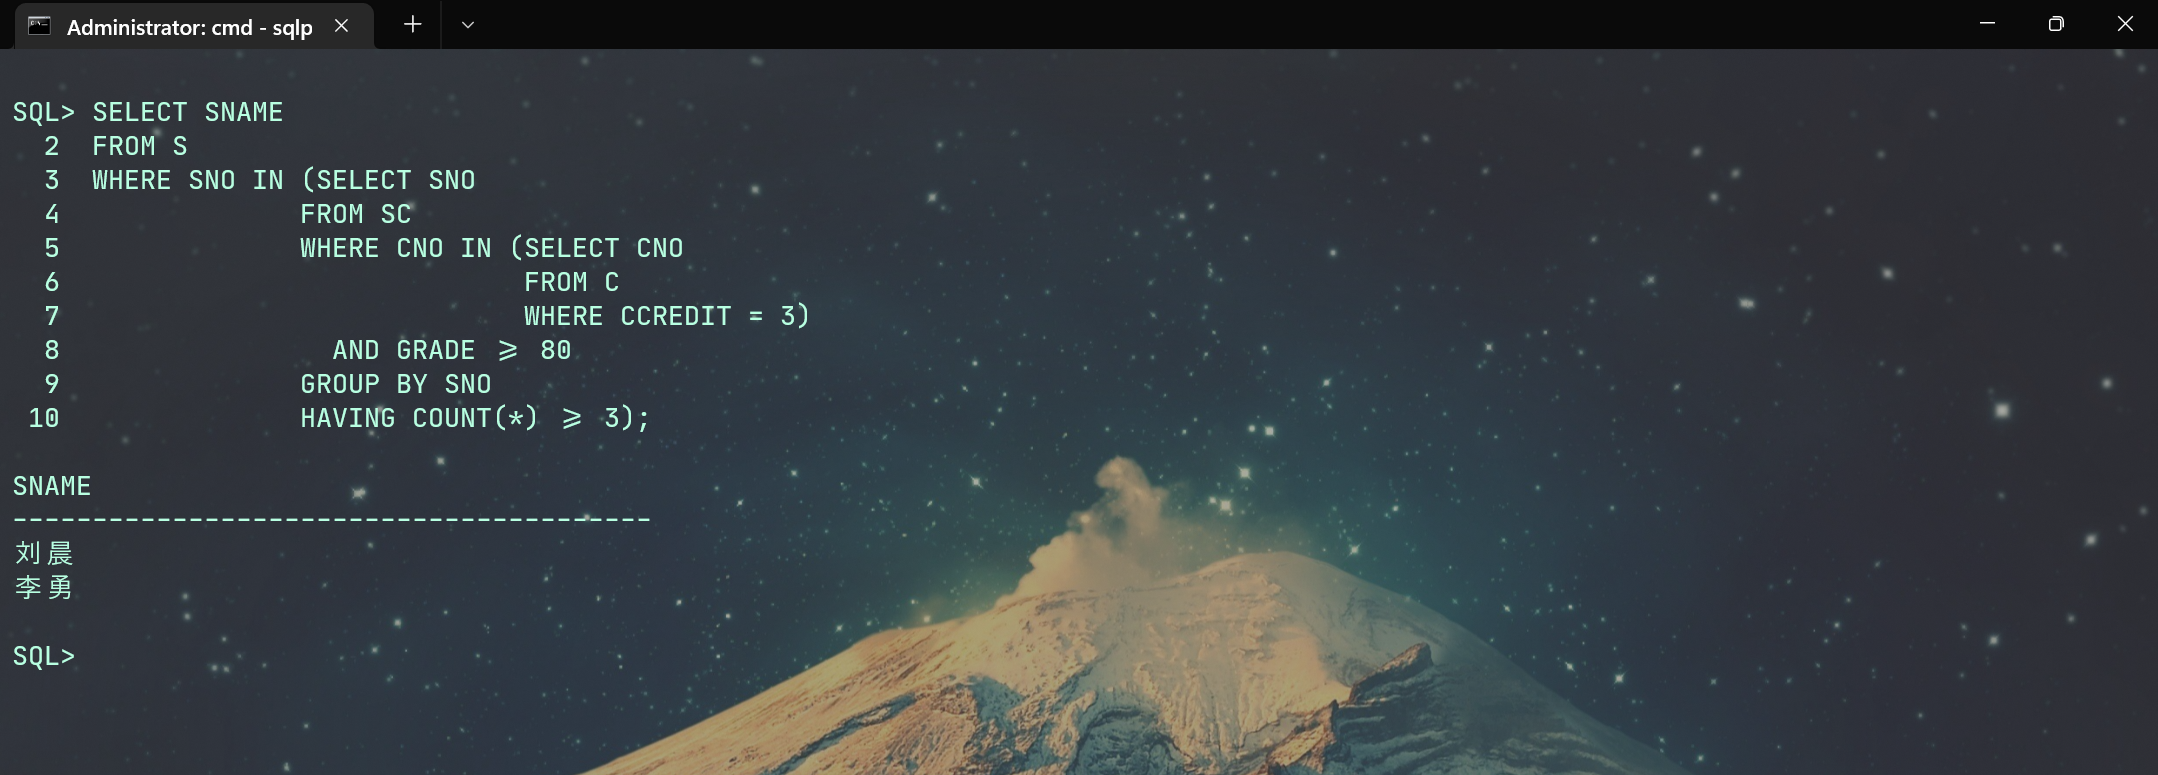 Administrator: cmd - sqlp
SQL> SELECT SNAME
  2  FROM S
  3  WHERE SNO IN (SELECT SNO
  4               FROM SC
  5               WHERE CNO IN (SELECT CNO
  6                             FROM C
  7                             WHERE CCREDIT = 3)
  8                 AND GRADE >= 80
  9               GROUP BY SNO
 10               HAVING COUNT(*) >= 3);
SNAME
----------------------------------------
刘晨
李勇
SQL>